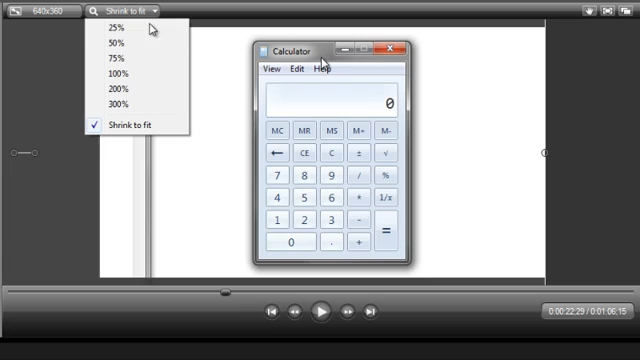 640x360 Shrink to fit
25%
50%
75%
100%
200%
300%
Shrink to fit
Calculator
View Edit Help
0
MC MR MS M+ M-
← CE C ± √
7 8 9 / %
4 5 6 * 1/x
1 2 3 - =
0 . +
0:00:22;29 / 0:01:06;15